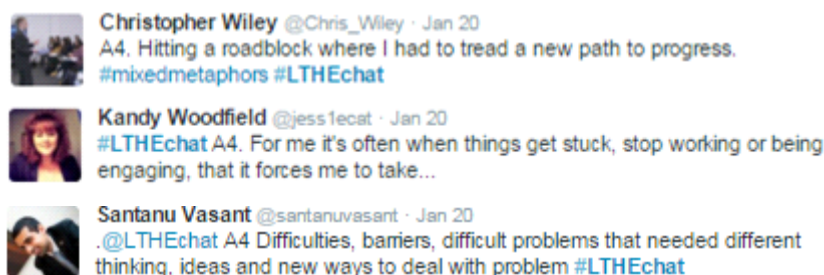 Christopher Wiley @Chris_Wiley · Jan 20
A4. Hitting a roadblock where I had to tread a new path to progress.
#mixedmetaphors #LTHEchat
Kandy Woodfield @jess1ecat · Jan 20
#LTHEchat A4. For me it's often when things get stuck, stop working or being
engaging, that it forces me to take...
Santanu Vasant @santanuvasant · Jan 20
.@LTHEchat A4 Difficulties, barriers, difficult problems that needed different
thinking, ideas and new ways to deal with problem #LTHEchat